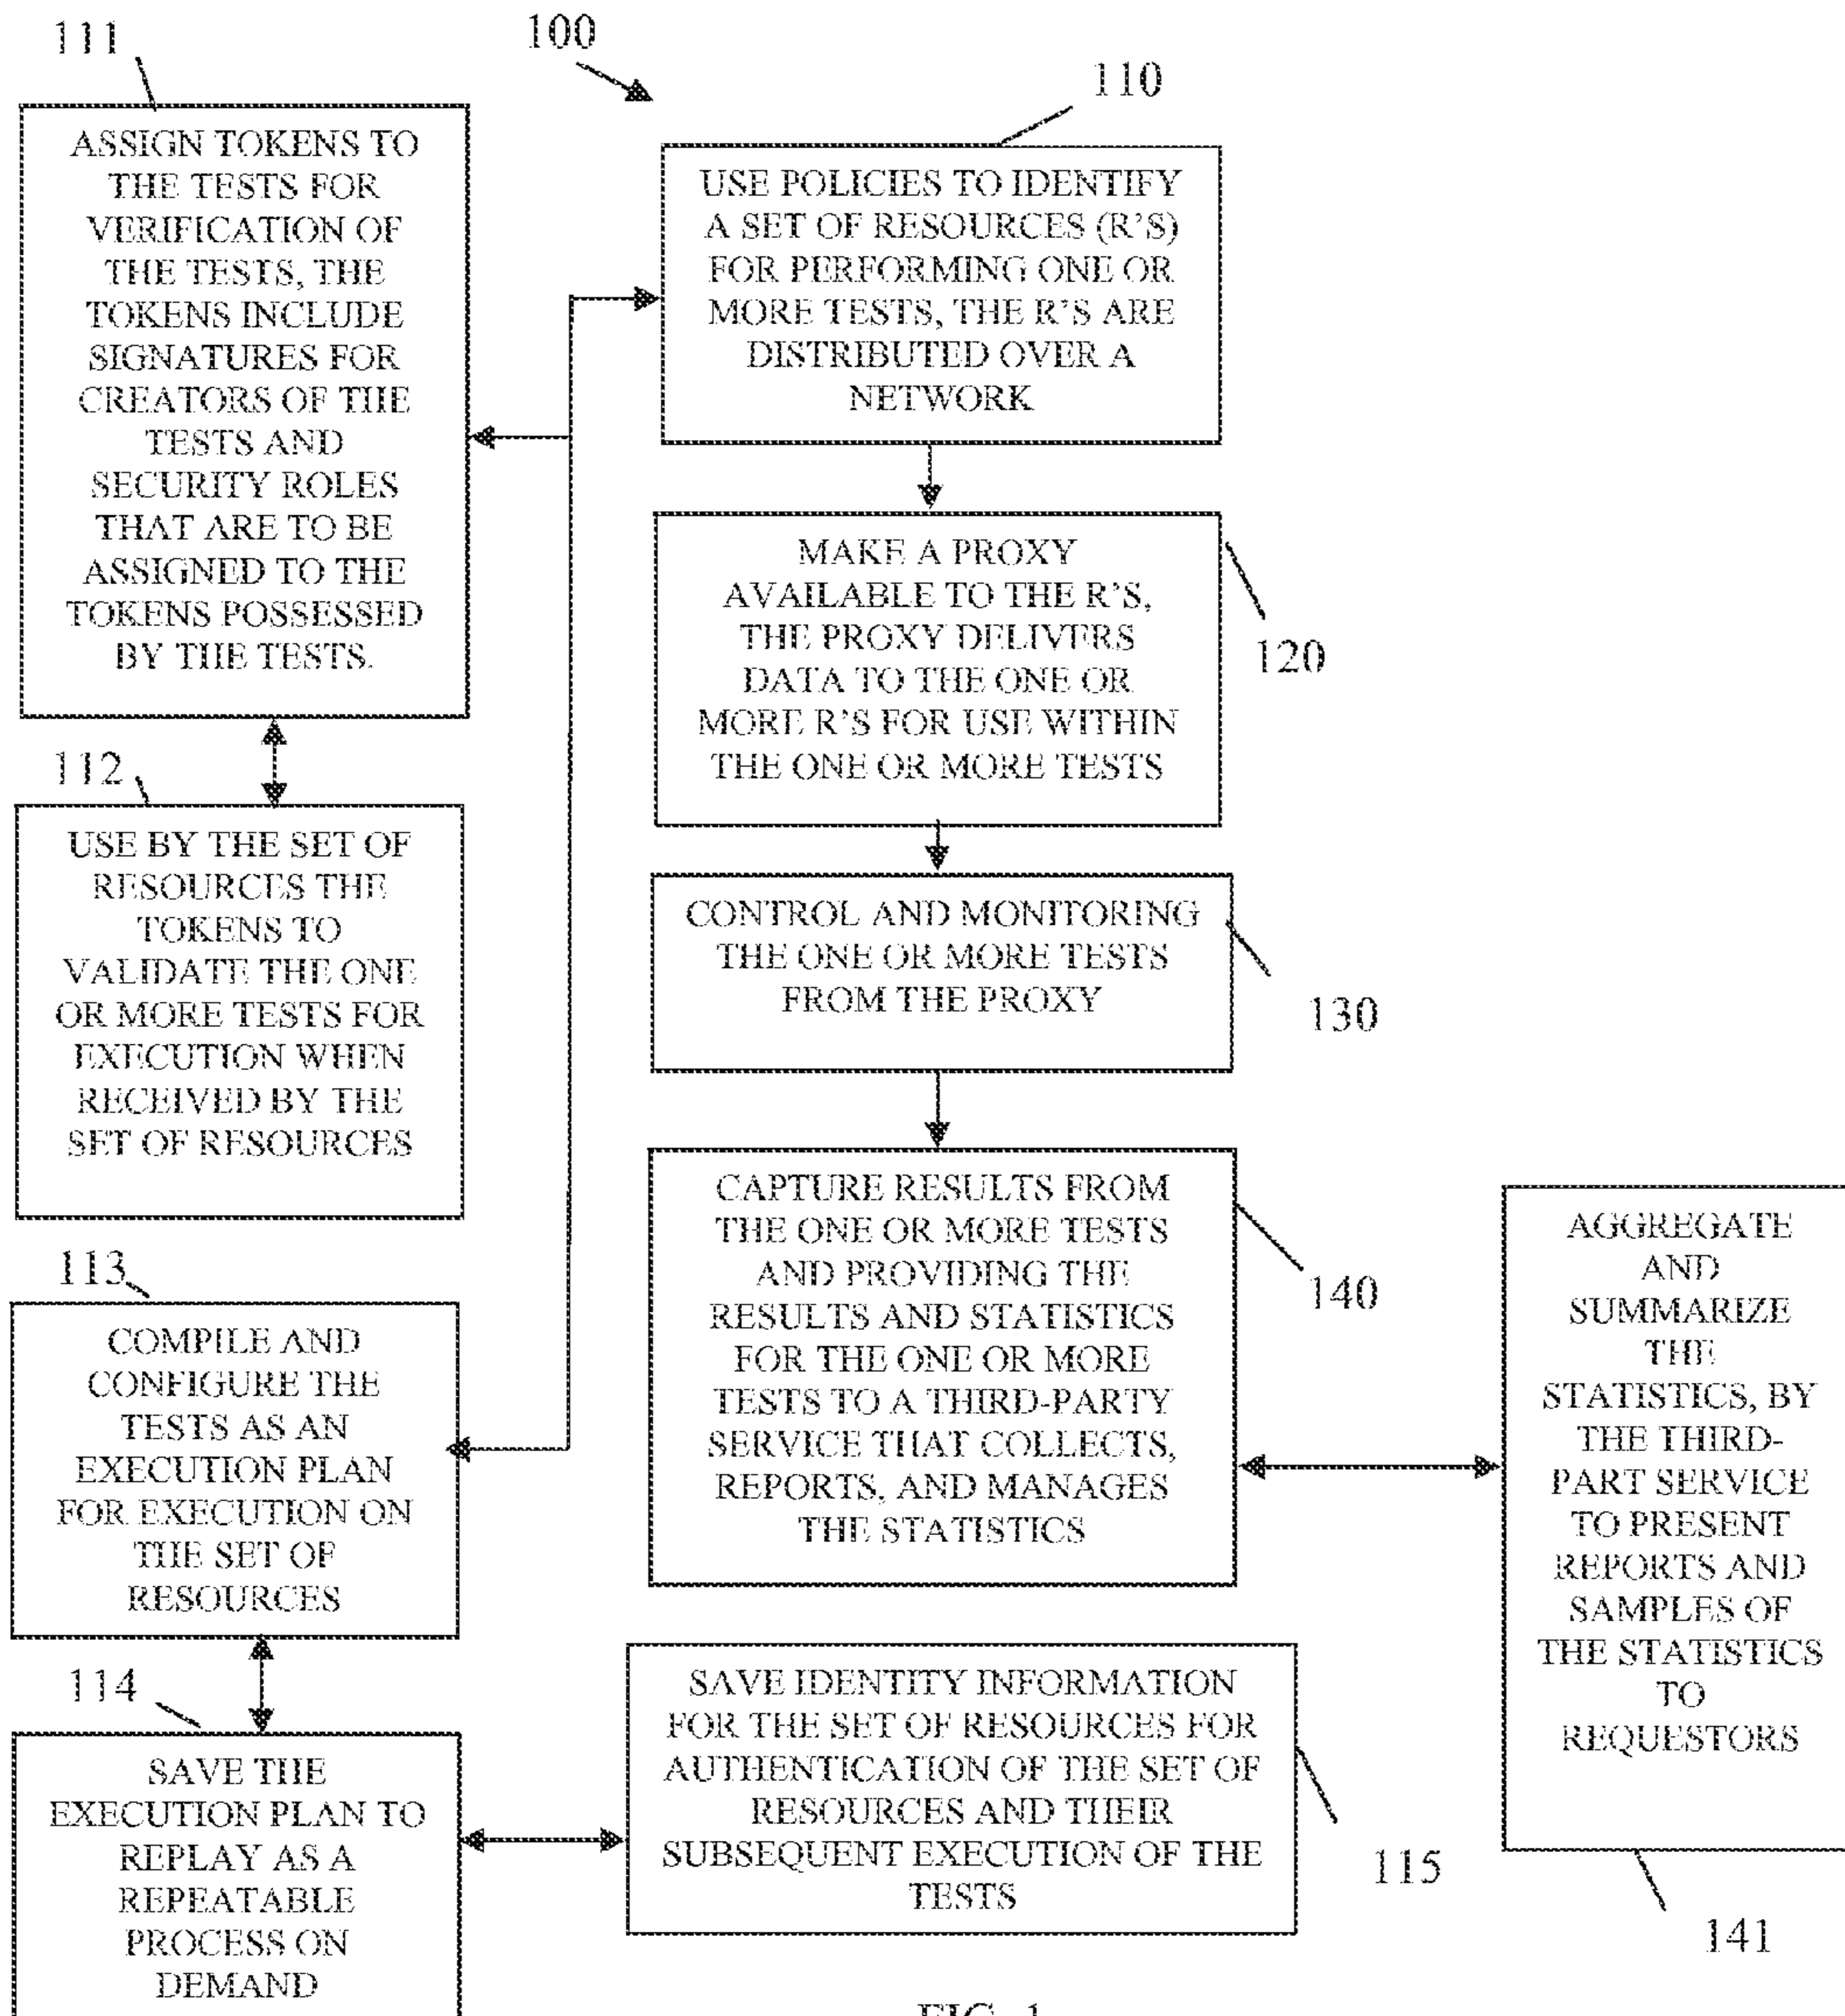 111
100
110
ASSIGN TOKENS TO
THE TESTS FOR
VERIFICATION OF
THE TESTS, THE
TOKENS INCLUDE
SIGNATURES FOR
CREATORS OF THE
TESTS AND
SECURITY ROLES
THAT ARE TO BE
ASSIGNED TO THE
TOKENS POSSESSED
BY THE TESTS.
USE POLICIES TO IDENTIFY
A SET OF RESOURCES (R'S)
FOR PERFORMING ONE OR
MORE TESTS, THE R'S ARE
DISTRIBUTED OVER A
NETWORK
MAKE A PROXY
AVAILABLE TO THE R'S,
THE PROXY DELIVERS
DATA TO THE ONE OR
MORE R'S FOR USE WITHIN
THE ONE OR MORE TESTS
120
112
USE BY THE SET OF
RESOURCES THE
TOKENS TO
VALIDATE THE ONE
OR MORE TESTS FOR
EXECUTION WHEN
RECEIVED BY THE
SET OF RESOURCES
CONTROL AND MONITORING
THE ONE OR MORE TESTS
FROM THE PROXY
130
CAPTURE RESULTS FROM
THE ONE OR MORE TESTS
AND PROVIDING THE
RESULTS AND STATISTICS
FOR THE ONE OR MORE
TESTS TO A THIRD-PARTY
SERVICE THAT COLLECTS,
REPORTS, AND MANAGES
THE STATISTICS
140
AGGREGATE
AND
SUMMARIZE
THE
STATISTICS, BY
THE THIRD-
PART SERVICE
TO PRESENT
REPORTS AND
SAMPLES OF
THE STATISTICS
TO
REQUESTORS
141
113
COMPILE AND
CONFIGURE THE
TESTS AS AN
EXECUTION PLAN
FOR EXECUTION ON
THE SET OF
RESOURCES
114
SAVE THE
EXECUTION PLAN TO
REPLAY AS A
REPEATABLE
PROCESS ON
DEMAND
SAVE IDENTITY INFORMATION
FOR THE SET OF RESOURCES FOR
AUTHENTICATION OF THE SET OF
RESOURCES AND THEIR
SUBSEQUENT EXECUTION OF THE
TESTS
115
FIG. 1